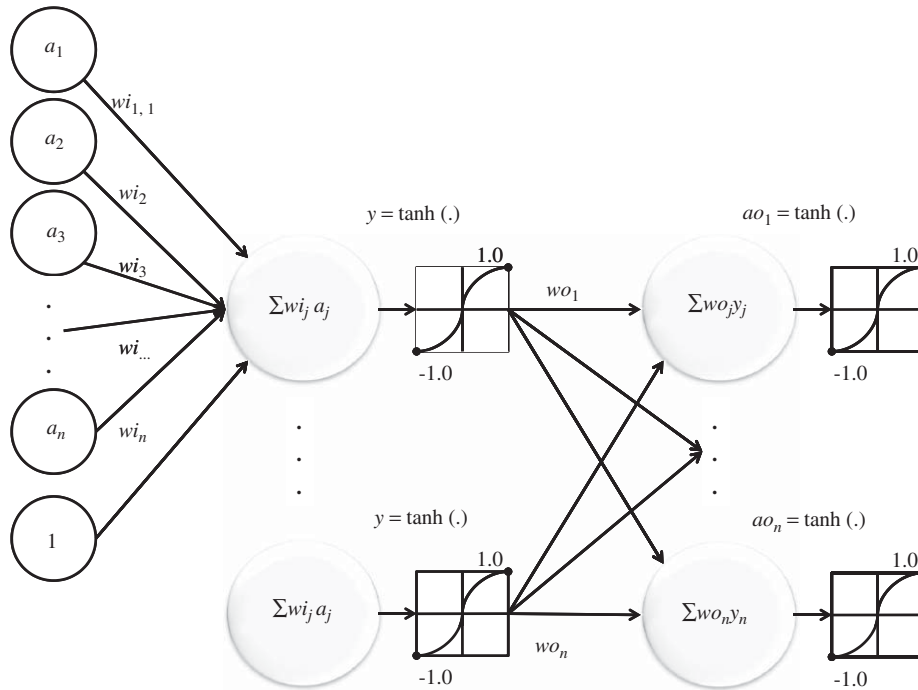 a₁
wi₁, ₁
a₂
wi₂
a₃
wi₃
.
.
.
wi...
aₙ
wiₙ
1
Σwiⱼ aⱼ
y = tanh (.)
1.0
-1.0
wo₁
Σwoⱼyⱼ
ao₁ = tanh (.)
1.0
-1.0
.
.
.
.
.
.
Σwiⱼ aⱼ
y = tanh (.)
1.0
-1.0
woₙ
Σwoₙyₙ
aoₙ = tanh (.)
1.0
-1.0